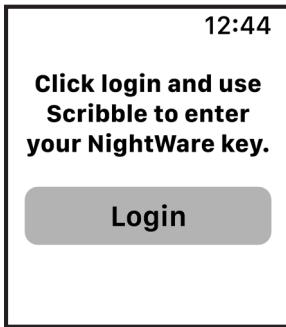 12:44
Click login and use
Scribble to enter
your NightWare key.
Login